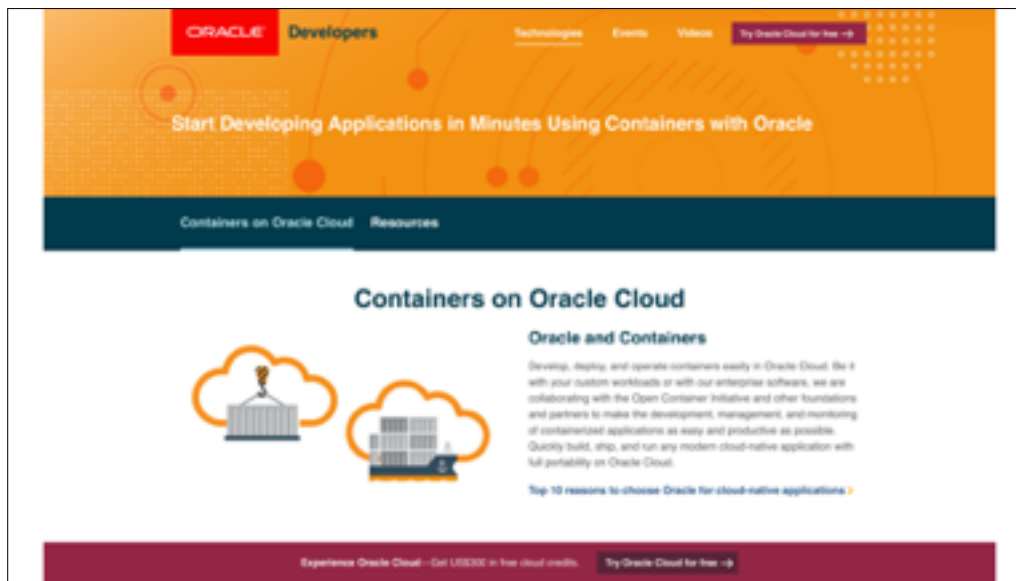 ORACLE Developers Technologies Events Videos Try Oracle Cloud for free →
Start Developing Applications in Minutes Using Containers with Oracle
Containers on Oracle Cloud Resources
Containers on Oracle Cloud
Oracle and Containers
Develop, deploy, and operate containers easily in Oracle Cloud. Be it
with your custom workloads or with our enterprise software, we are
collaborating with the Open Container Initiative and other foundations
and partners to make the development, management, and monitoring
of containerized applications as easy and productive as possible.
Quickly build, ship, and run any modern cloud-native application with
full portability on Oracle Cloud.
Top 10 reasons to choose Oracle for cloud-native applications
Experience Oracle Cloud—Get US$300 in free cloud credits. Try Oracle Cloud for free →